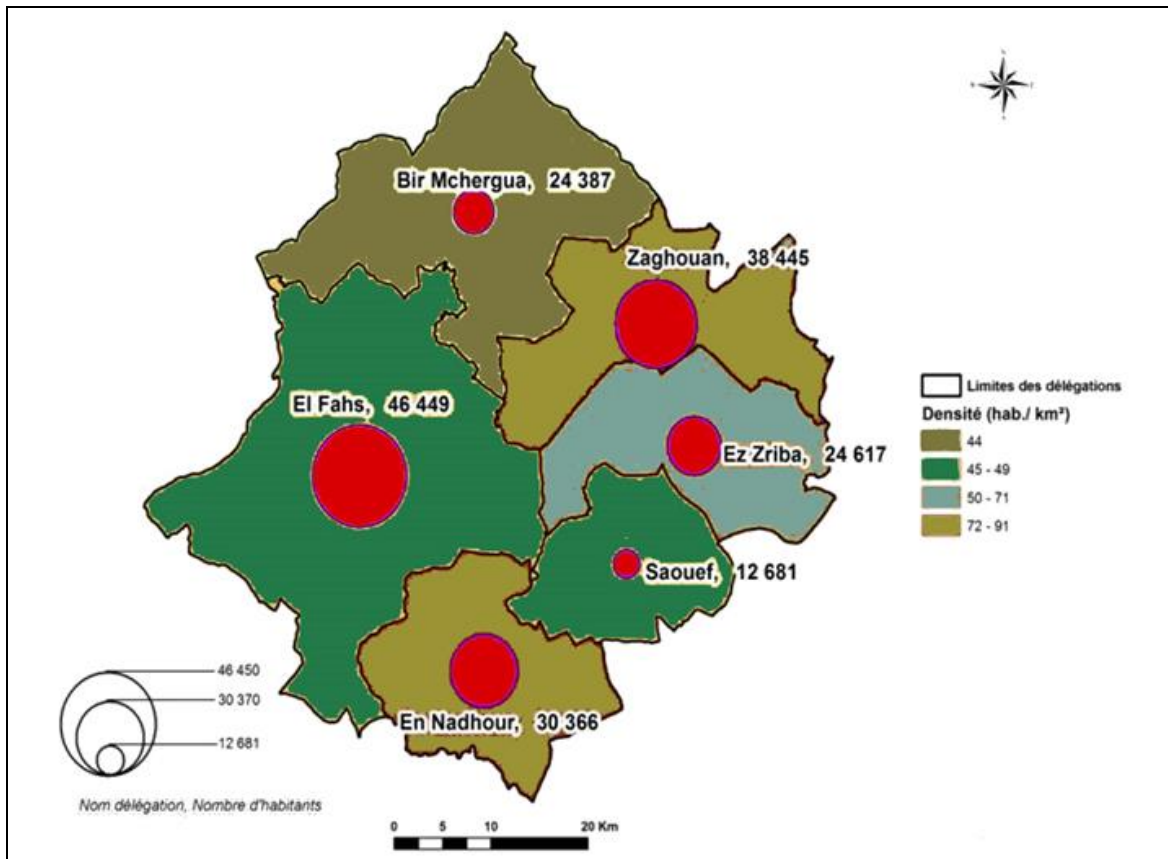 Bir Mchergua, 24 387
Zaghouan, 38 445
El Fahs, 46 449
Ez Zriba, 24 617
Saouef, 12 681
En Nadhour, 30 366
Limites des délégations
Densité (hab./ km²)
44
45 - 49
50 - 71
72 - 91
46 450
30 370
12 681
Nom délégation, Nombre d'habitants
0 5 10 20 Km